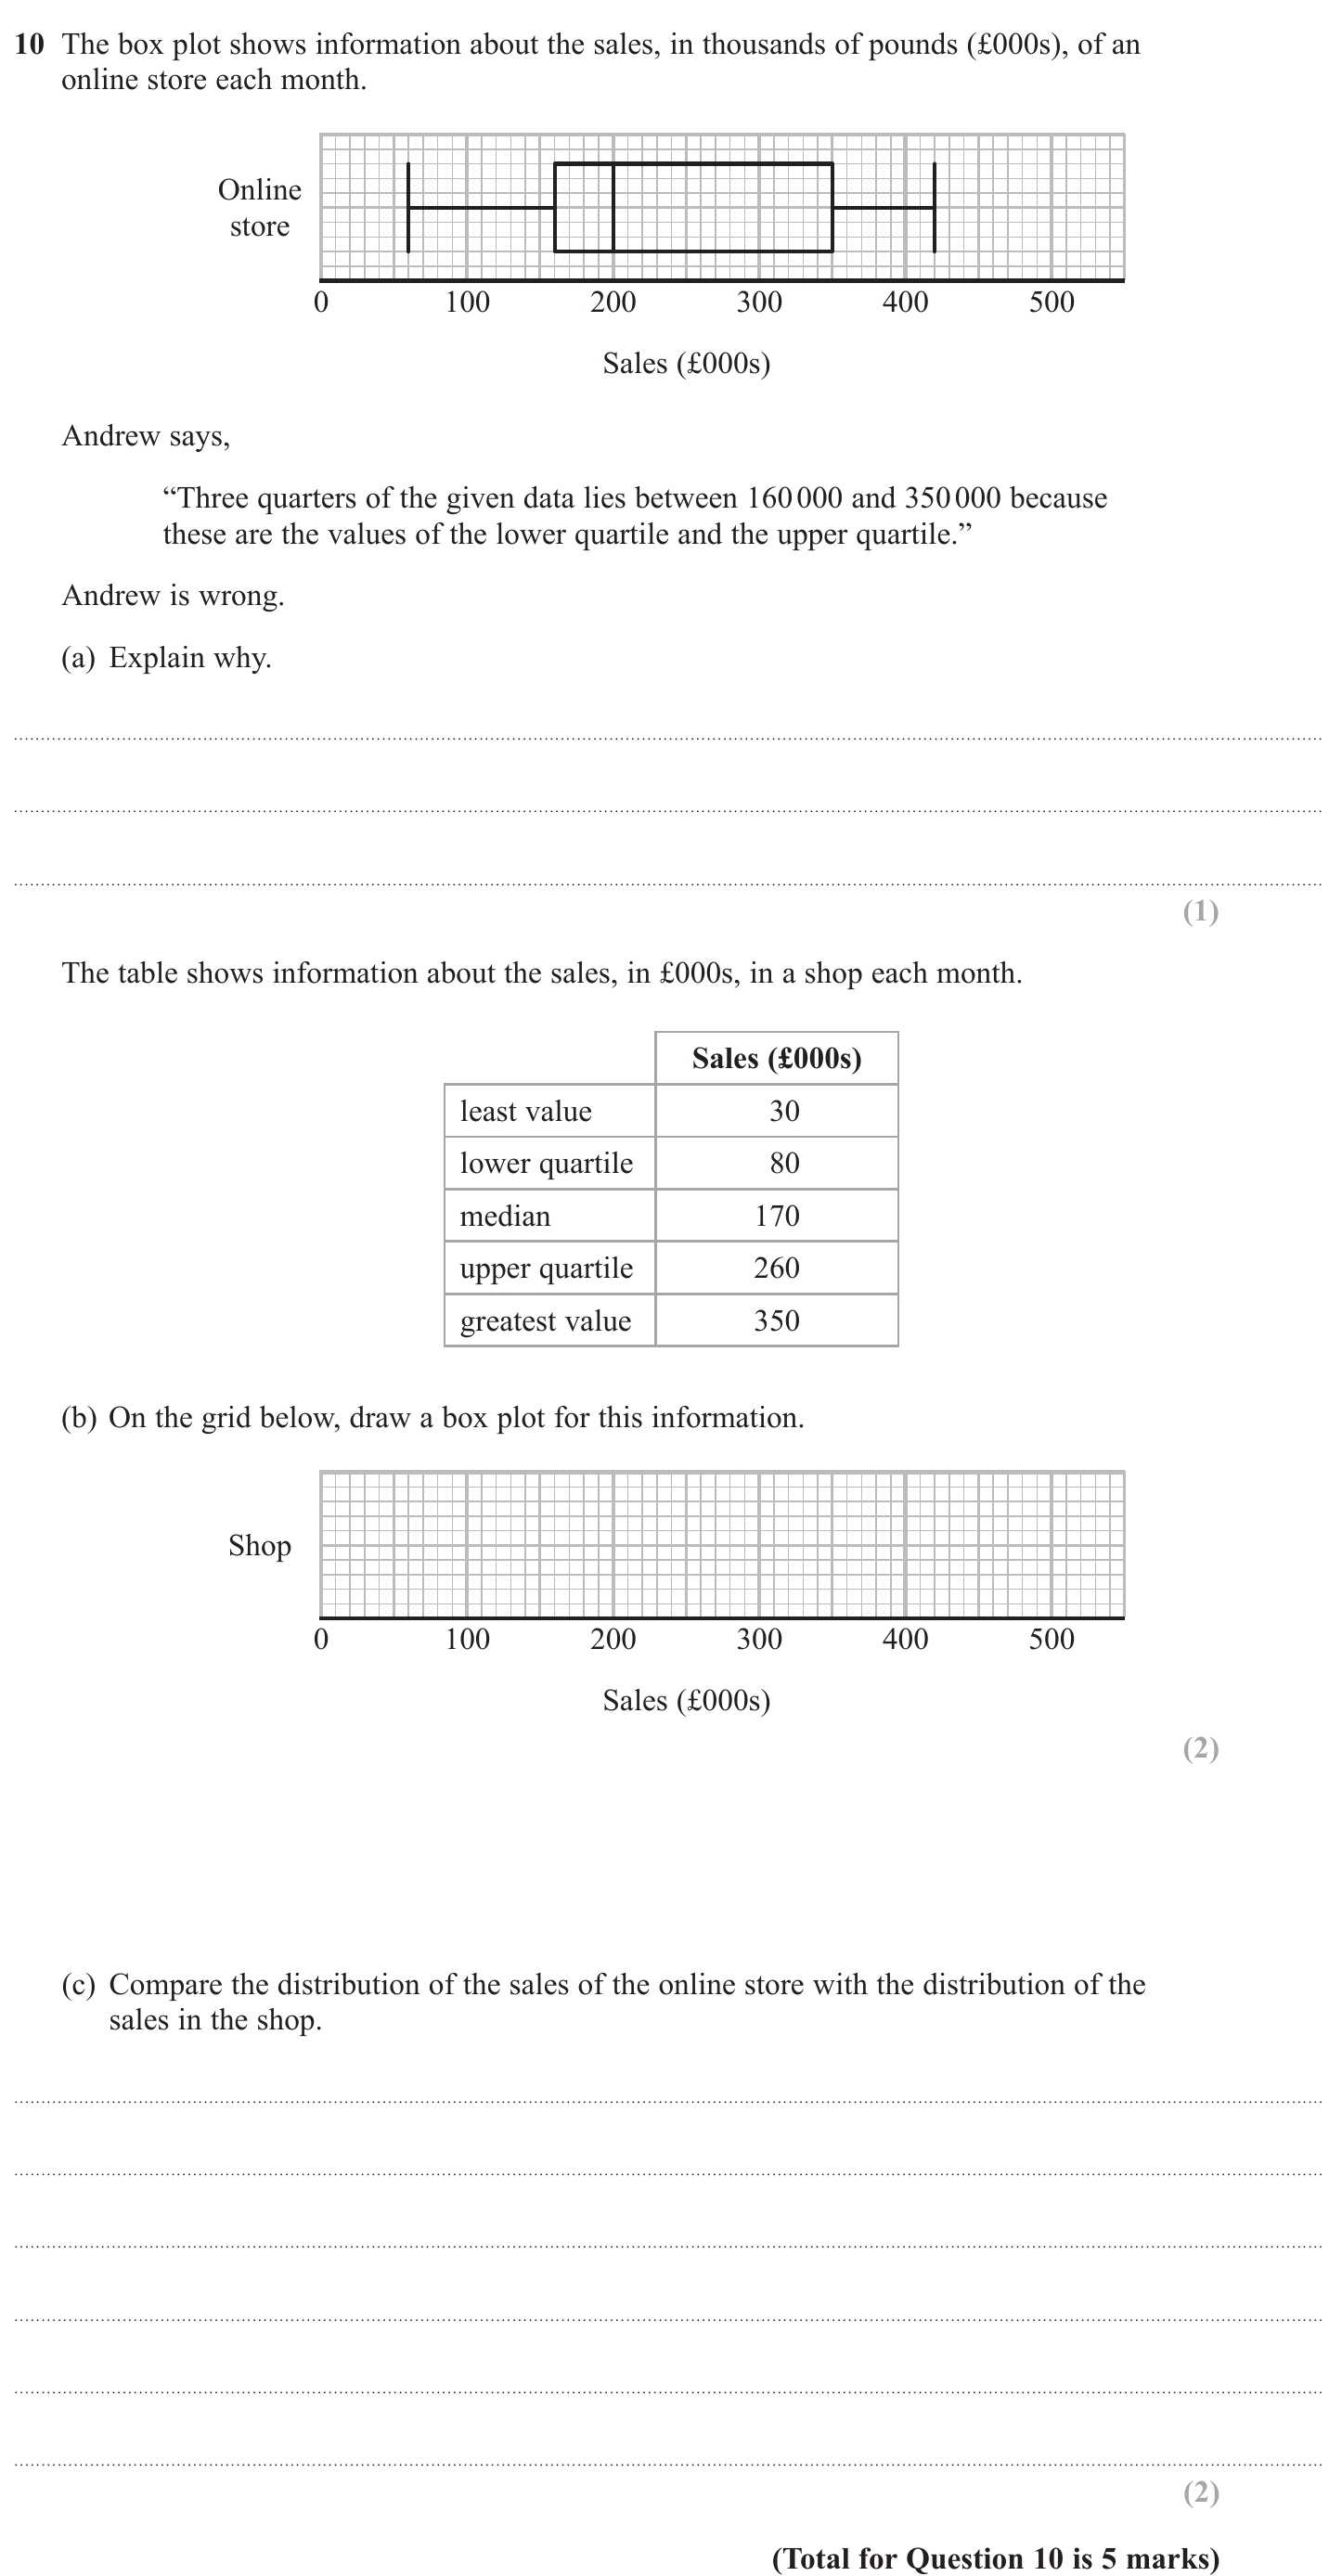 10 The box plot shows information about the sales, in thousands of pounds (£000s), of an
online store each month.
Online
store
0 100 200 300 400 500
Sales (£000s)
Andrew says,
“Three quarters of the given data lies between 160 000 and 350 000 because
these are the values of the lower quartile and the upper quartile.”
Andrew is wrong.
(a) Explain why.
(1)
The table shows information about the sales, in £000s, in a shop each month.
Sales (£000s)
least value 30
lower quartile 80
median 170
upper quartile 260
greatest value 350
(b) On the grid below, draw a box plot for this information.
Shop
0 100 200 300 400 500
Sales (£000s)
(2)
(c) Compare the distribution of the sales of the online store with the distribution of the
sales in the shop.
(2)
(Total for Question 10 is 5 marks)